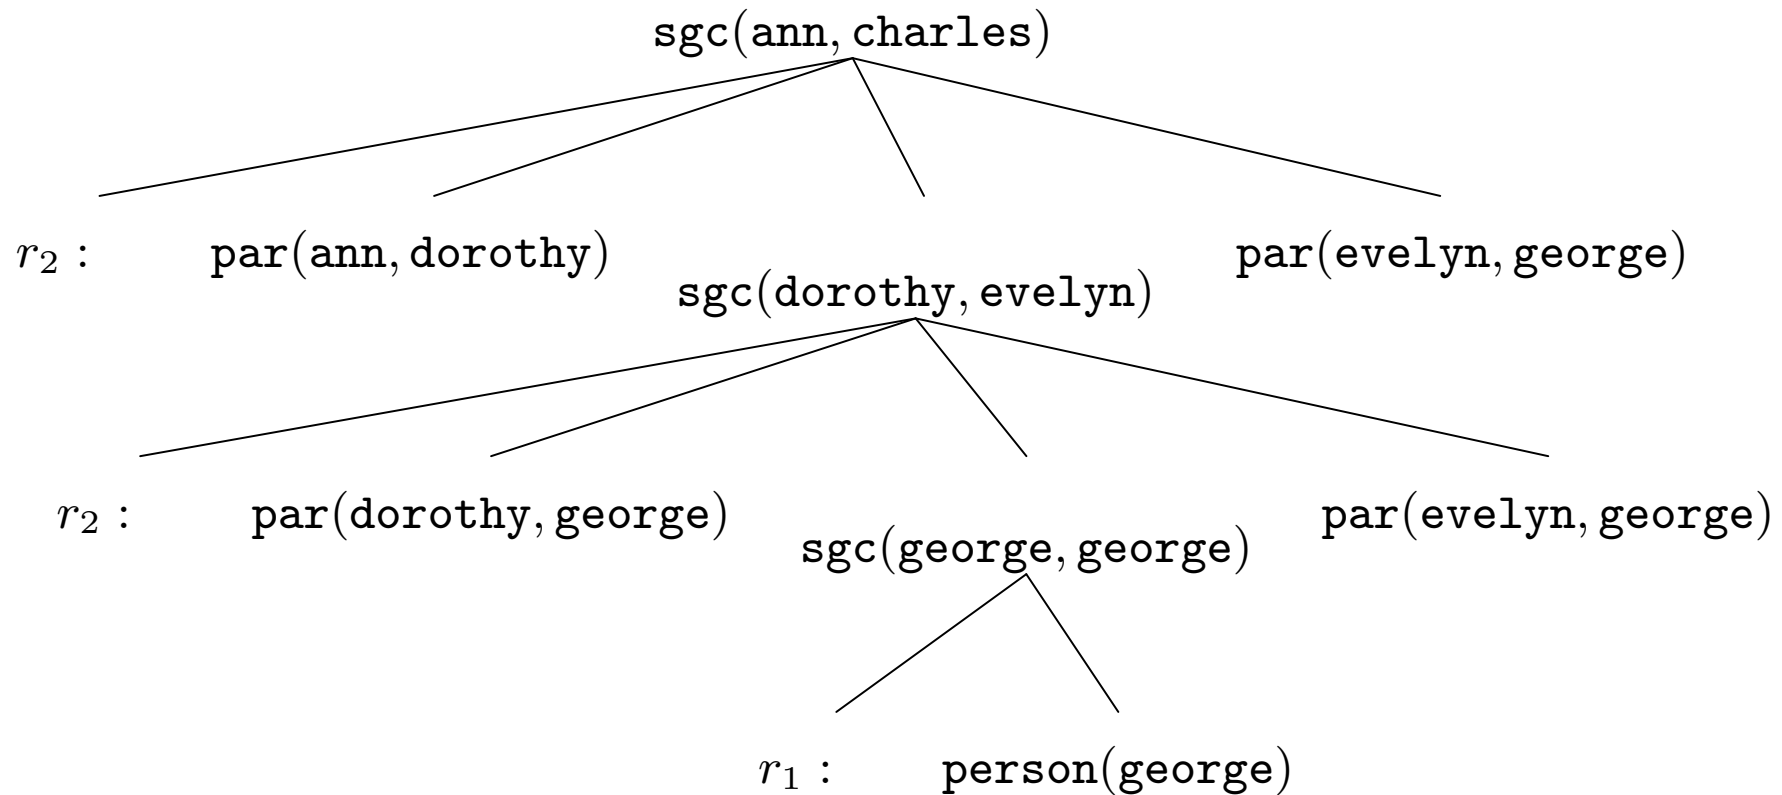 sgc(ann, charles)
r₂ : par(ann, dorothy) par(evelyn, george)
sgc(dorothy, evelyn)
r₂ : par(dorothy, george) par(evelyn, george)
sgc(george, george)
r₁ : person(george)